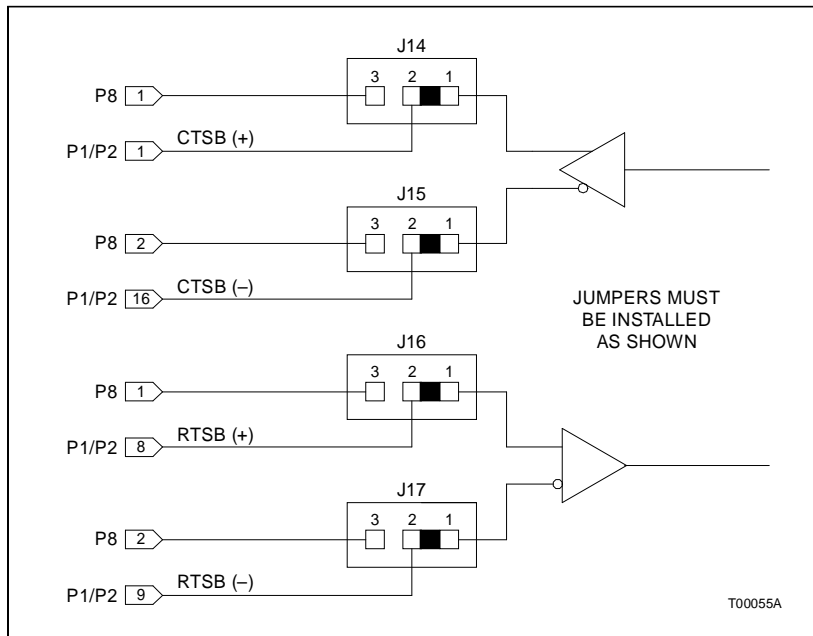 J14
3 2 1
P8 1
P1/P2 1 CTSB (+)
J15
3 2 1
P8 2
P1/P2 16 CTSB (–)
JUMPERS MUST
BE INSTALLED
AS SHOWN
J16
3 2 1
P8 1
P1/P2 8 RTSB (+)
J17
3 2 1
P8 2
P1/P2 9 RTSB (–)
T00055A